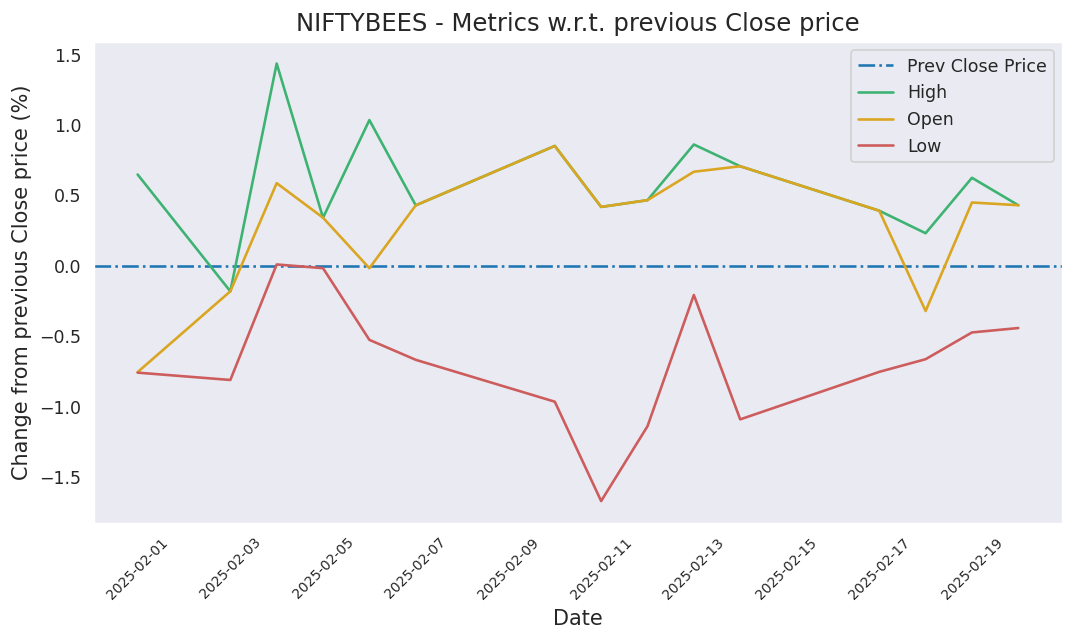 NIFTYBEES - Metrics w.r.t. previous Close price
Change from previous Close price (%)
1.5
1.0
0.5
0.0
−0.5
−1.0
−1.5
Prev Close Price
High
Open
Low
2025-02-01
2025-02-03
2025-02-05
2025-02-07
2025-02-09
2025-02-11
2025-02-13
2025-02-15
2025-02-17
2025-02-19
Date